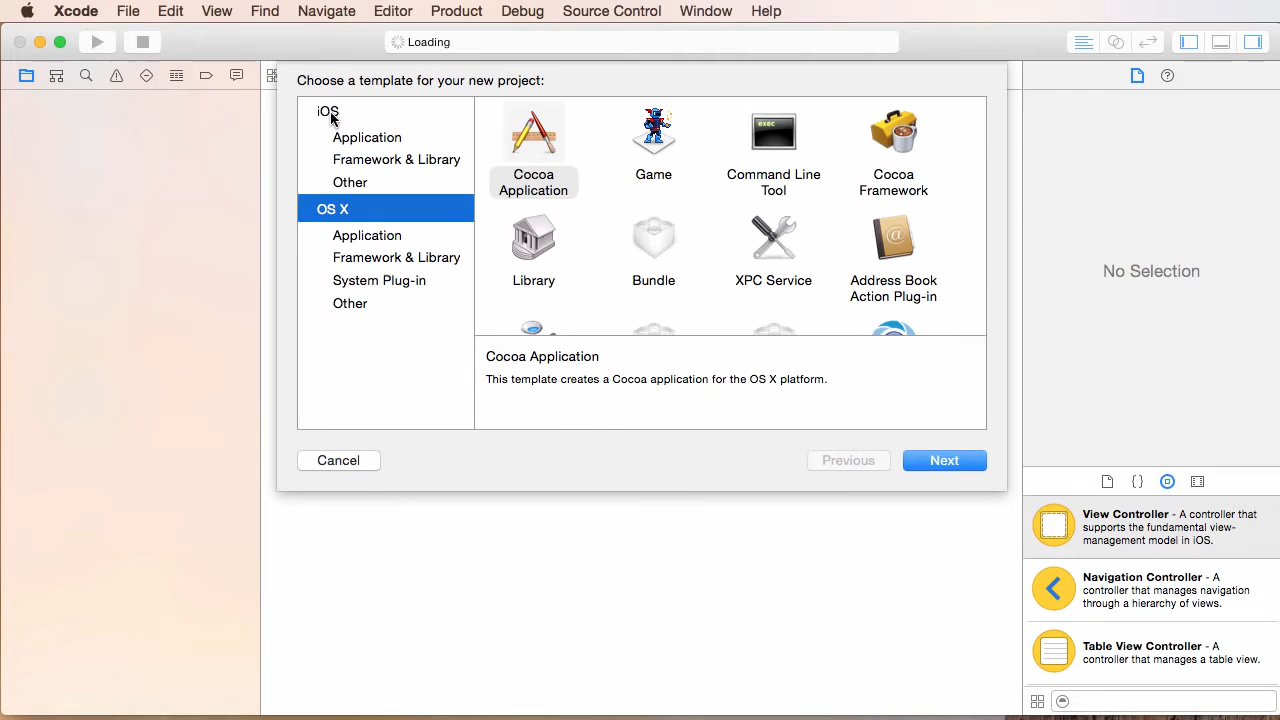 Xcode File Edit View Find Navigate Editor Product Debug Source Control Window Help
Loading
Choose a template for your new project:
iOS
Application
Framework & Library
Other
OS X
Application
Framework & Library
System Plug-in
Other
Cocoa
Application
Game
exec
Command Line
Tool
Cocoa
Framework
Library
Bundle
XPC Service
@
Address Book
Action Plug-in
Cocoa Application
This template creates a Cocoa application for the OS X platform.
Cancel
Previous
Next
No Selection
View Controller - A controller that
supports the fundamental view-
management model in iOS.
Navigation Controller - A
controller that manages navigation
through a hierarchy of views.
Table View Controller - A
controller that manages a table view.